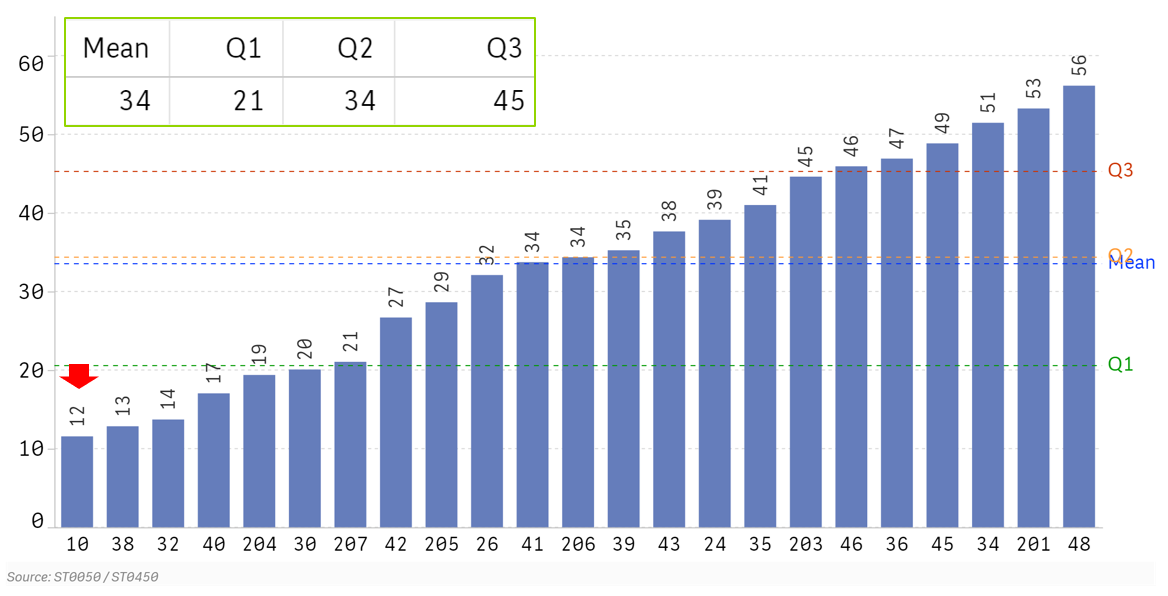 Mean Q1 Q2 Q3
34 21 34 45
60
50
40
30
20
10
0
12 13 14 17 19 20 21 27 29 32 34 34 35 38 39 41 45 46 47 49 51 53 56
Q3
Q2
Mean
Q1
10 38 32 40 204 30 207 42 205 26 41 206 39 43 24 35 203 46 36 45 34 201 48
Source: ST0050 / ST0450